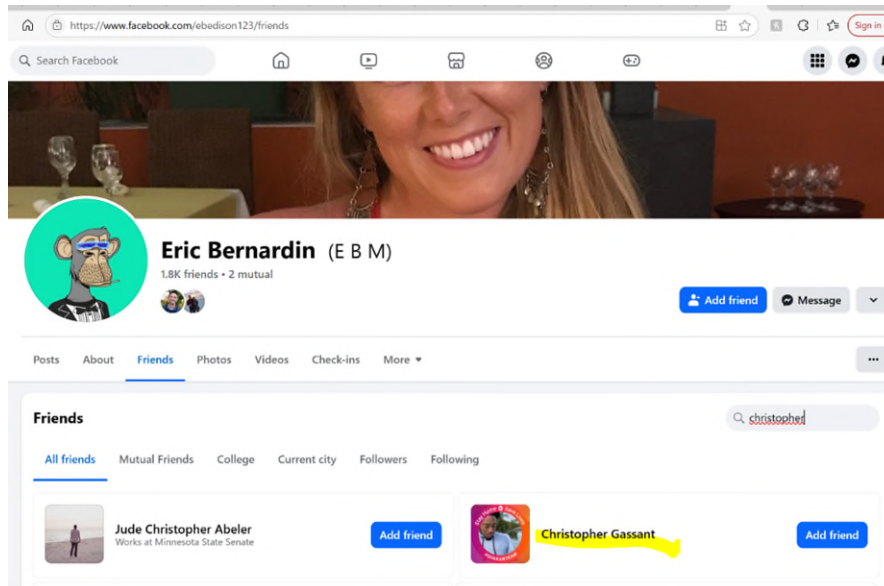 https://www.facebook.com/ebedison123/friends
Sign in
Search Facebook
Eric Bernardin (E B M)
1.8K friends • 2 mutual
Add friend
Message
Posts About Friends Photos Videos Check-ins More
Friends
christopher
All friends Mutual Friends College Current city Followers Following
Jude Christopher Abeler
Works at Minnesota State Senate
Add friend
Christopher Gassant
Add friend